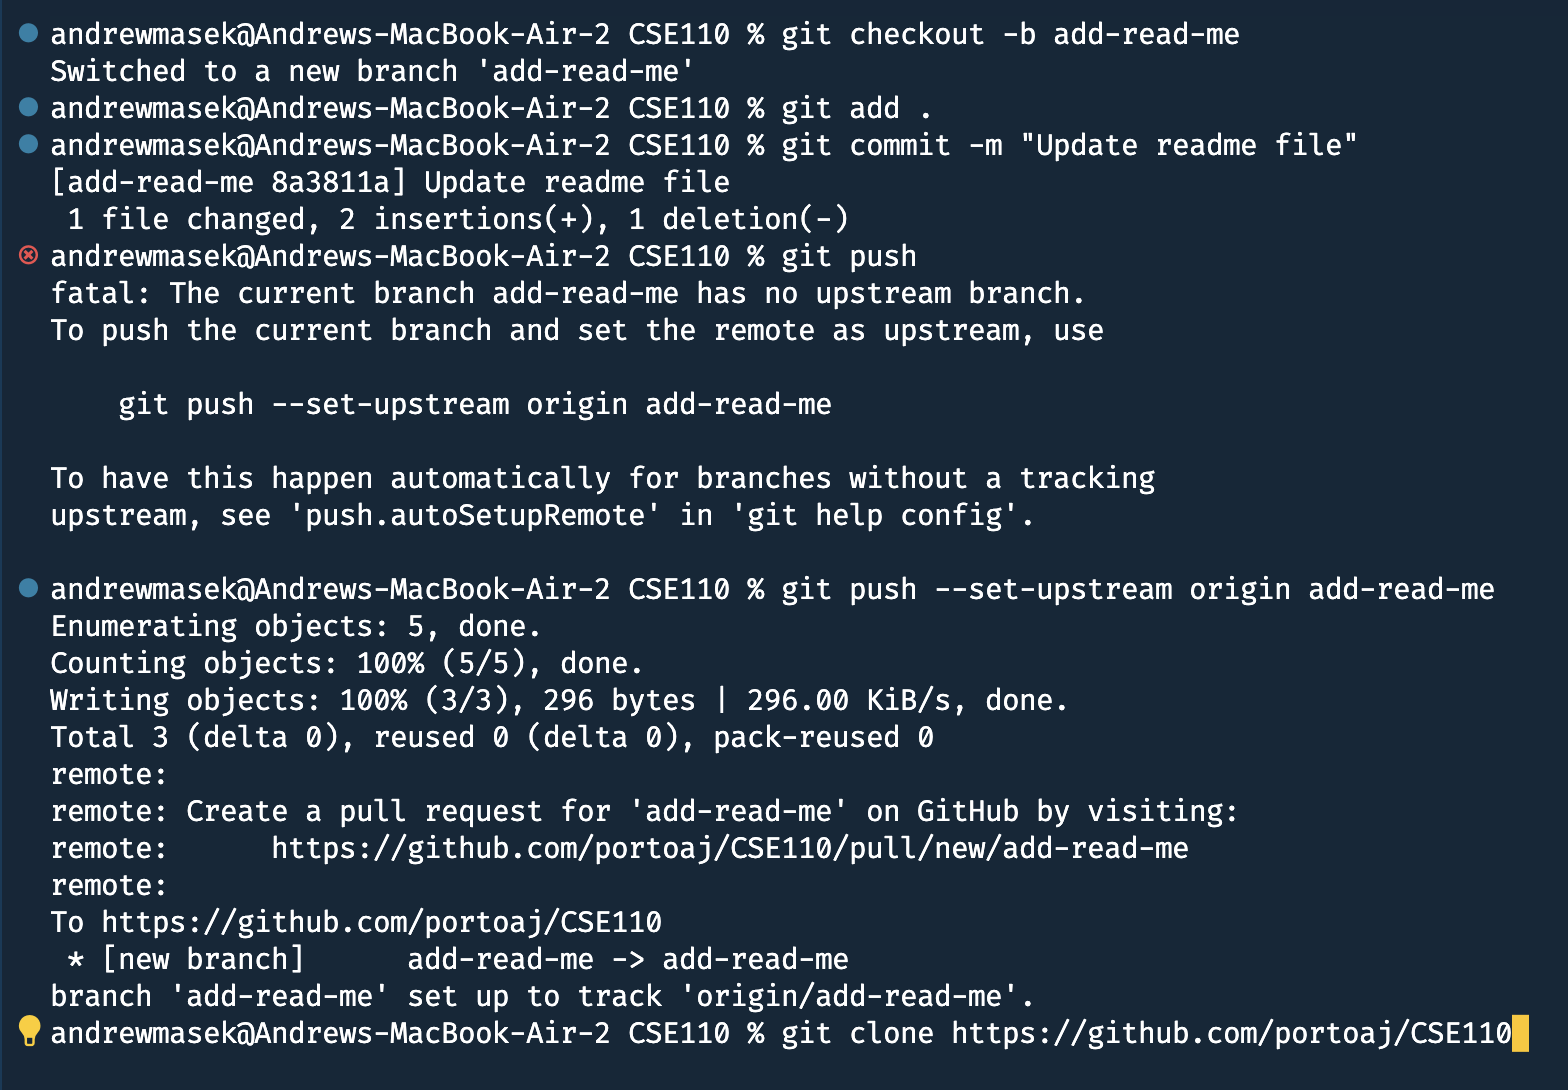 andrewmasek@Andrews-MacBook-Air-2 CSE110 % git checkout -b add-read-me
Switched to a new branch 'add-read-me'
andrewmasek@Andrews-MacBook-Air-2 CSE110 % git add .
andrewmasek@Andrews-MacBook-Air-2 CSE110 % git commit -m "Update readme file"
[add-read-me 8a3811a] Update readme file
 1 file changed, 2 insertions(+), 1 deletion(-)
andrewmasek@Andrews-MacBook-Air-2 CSE110 % git push
fatal: The current branch add-read-me has no upstream branch.
To push the current branch and set the remote as upstream, use
    git push --set-upstream origin add-read-me
To have this happen automatically for branches without a tracking
upstream, see 'push.autoSetupRemote' in 'git help config'.
andrewmasek@Andrews-MacBook-Air-2 CSE110 % git push --set-upstream origin add-read-me
Enumerating objects: 5, done.
Counting objects: 100% (5/5), done.
Writing objects: 100% (3/3), 296 bytes | 296.00 KiB/s, done.
Total 3 (delta 0), reused 0 (delta 0), pack-reused 0
remote:
remote: Create a pull request for 'add-read-me' on GitHub by visiting:
remote:      https://github.com/portoaj/CSE110/pull/new/add-read-me
remote:
To https://github.com/portoaj/CSE110
 * [new branch]      add-read-me -> add-read-me
branch 'add-read-me' set up to track 'origin/add-read-me'.
andrewmasek@Andrews-MacBook-Air-2 CSE110 % git clone https://github.com/portoaj/CSE110